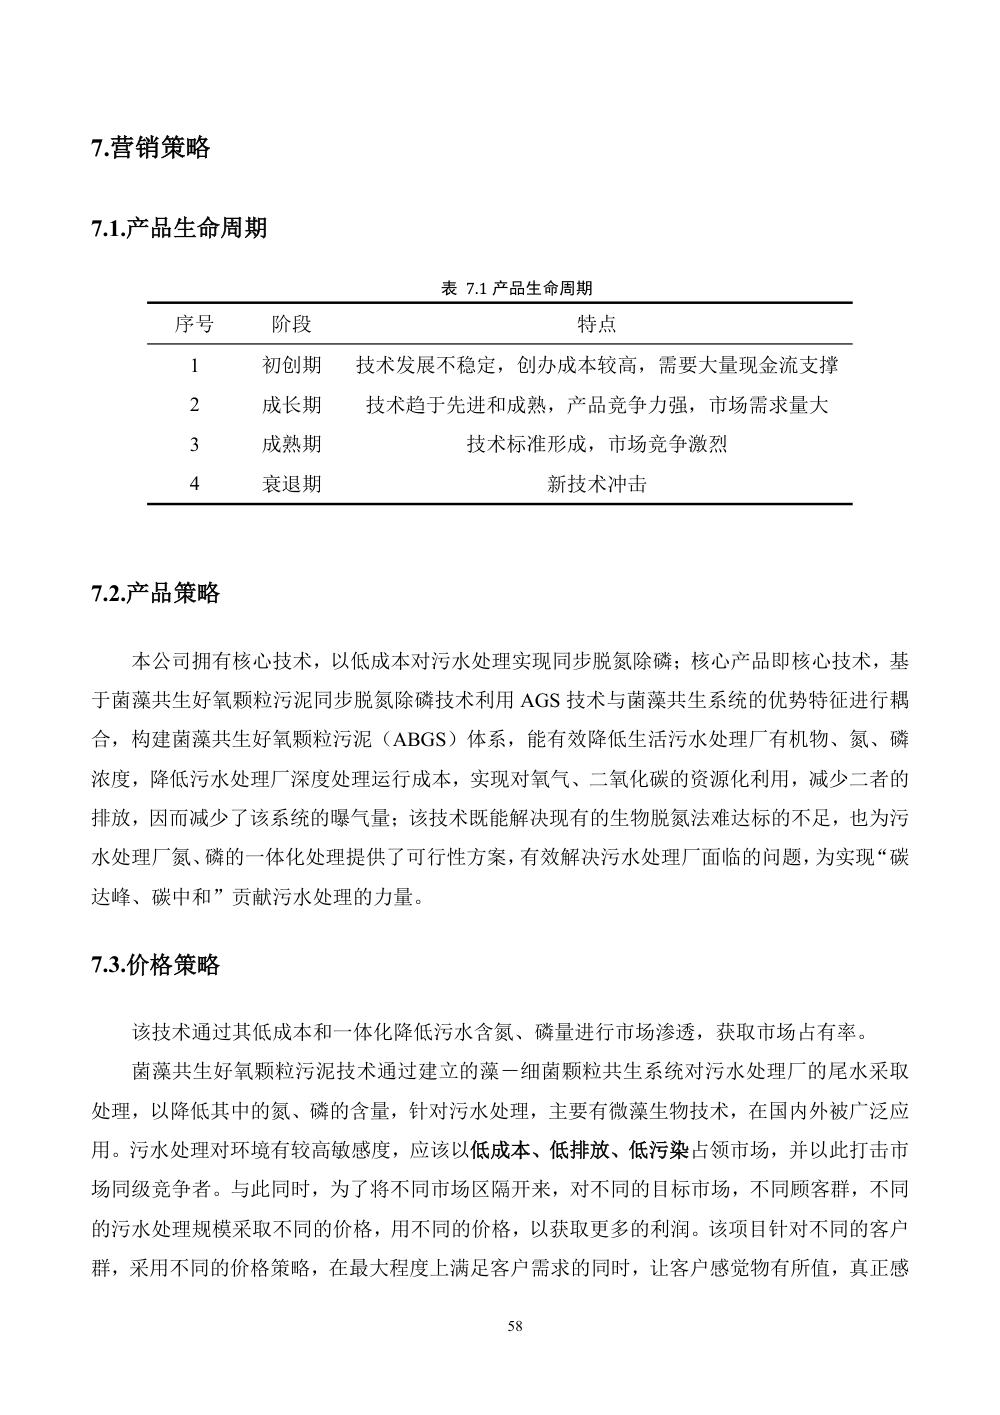 7.营销策略
7.1.产品生命周期
表 7.1 产品生命周期
序号 阶段 特点
1 初创期 技术发展不稳定，创办成本较高，需要大量现金流支撑
2 成长期 技术趋于先进和成熟，产品竞争力强，市场需求量大
3 成熟期 技术标准形成，市场竞争激烈
4 衰退期 新技术冲击
7.2.产品策略
本公司拥有核心技术，以低成本对污水处理实现同步脱氮除磷；核心产品即核心技术，基
于菌藻共生好氧颗粒污泥同步脱氮除磷技术利用 AGS 技术与菌藻共生系统的优势特征进行耦
合，构建菌藻共生好氧颗粒污泥（ABGS）体系，能有效降低生活污水处理厂有机物、氨、磷
浓度，降低污水处理厂深度处理运行成本，实现对氧气、二氧化碳的资源化利用，减少二者的
排放，因而减少了该系统的曝气量；该技术既能解决现有的生物脱氮法难达标的不足，也为污
水处理厂氮、磷的一体化处理提供了可行性方案，有效解决污水处理厂面临的问题，为实现“碳
达峰、碳中和”贡献污水处理的力量。
7.3.价格策略
该技术通过其低成本和一体化降低污水含氮、磷量进行市场渗透，获取市场占有率。
菌藻共生好氧颗粒污泥技术通过建立的藻－细菌颗粒共生系统对污水处理厂的尾水采取
处理，以降低其中的氮、磷的含量，针对污水处理，主要有微藻生物技术，在国内外被广泛应
用。污水处理对环境有较高敏感度，应该以低成本、低排放、低污染占领市场，并以此打击市
场同级竞争者。与此同时，为了将不同市场区隔开来，对不同的目标市场，不同顾客群，不同
的污水处理规模采取不同的价格，用不同的价格，以获取更多的利润。该项目针对不同的客户
群，采用不同的价格策略，在最大程度上满足客户需求的同时，让客户感觉物有所值，真正感
58